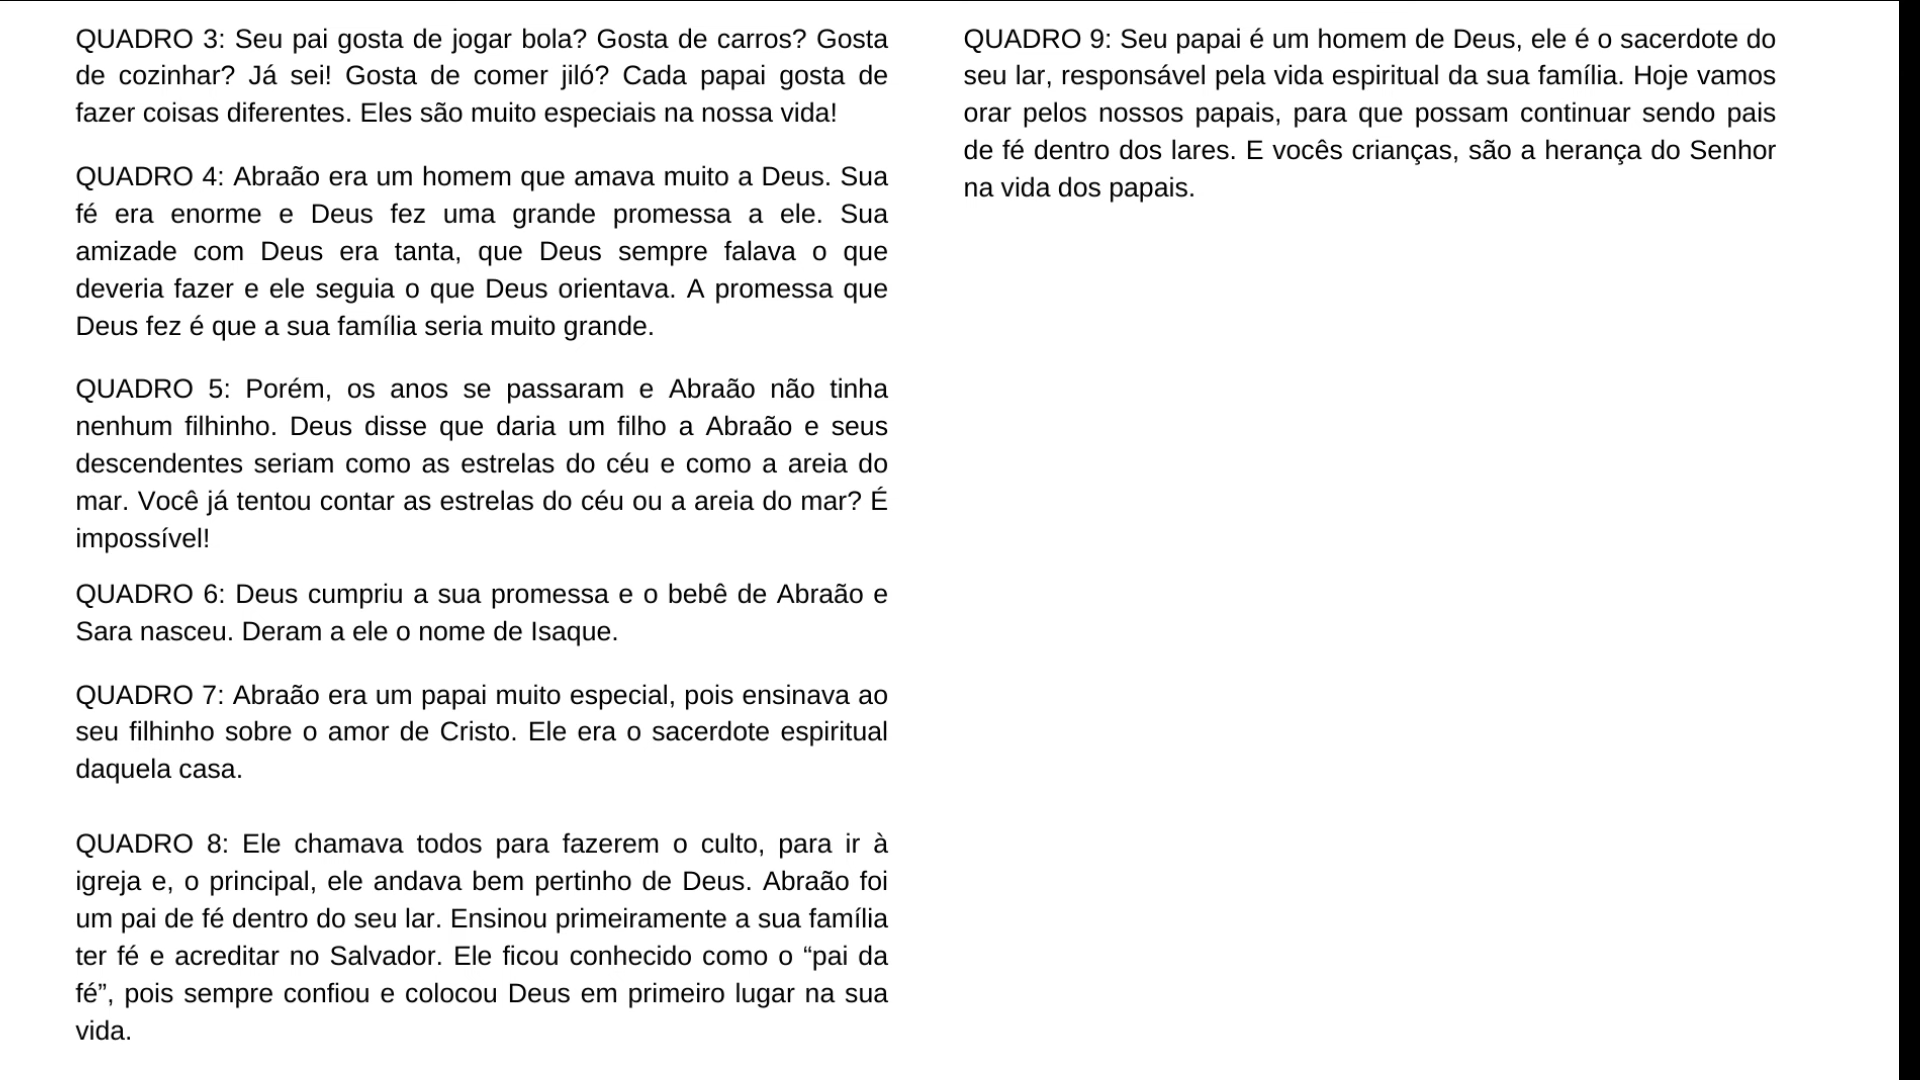 QUADRO 3: Seu pai gosta de jogar bola? Gosta de carros? Gosta
de cozinhar? Já sei! Gosta de comer jiló? Cada papai gosta de
fazer coisas diferentes. Eles são muito especiais na nossa vida!
QUADRO 4: Abraão era um homem que amava muito a Deus. Sua
fé era enorme e Deus fez uma grande promessa a ele. Sua
amizade com Deus era tanta, que Deus sempre falava o que
deveria fazer e ele seguia o que Deus orientava. A promessa que
Deus fez é que a sua família seria muito grande.
QUADRO 5: Porém, os anos se passaram e Abraão não tinha
nenhum filhinho. Deus disse que daria um filho a Abraão e seus
descendentes seriam como as estrelas do céu e como a areia do
mar. Você já tentou contar as estrelas do céu ou a areia do mar? É
impossível!
QUADRO 6: Deus cumpriu a sua promessa e o bebê de Abraão e
Sara nasceu. Deram a ele o nome de Isaque.
QUADRO 7: Abraão era um papai muito especial, pois ensinava ao
seu filhinho sobre o amor de Cristo. Ele era o sacerdote espiritual
daquela casa.
QUADRO 8: Ele chamava todos para fazerem o culto, para ir à
igreja e, o principal, ele andava bem pertinho de Deus. Abraão foi
um pai de fé dentro do seu lar. Ensinou primeiramente a sua família
ter fé e acreditar no Salvador. Ele ficou conhecido como o “pai da
fé”, pois sempre confiou e colocou Deus em primeiro lugar na sua
vida.
QUADRO 9: Seu papai é um homem de Deus, ele é o sacerdote do
seu lar, responsável pela vida espiritual da sua família. Hoje vamos
orar pelos nossos papais, para que possam continuar sendo pais
de fé dentro dos lares. E vocês crianças, são a herança do Senhor
na vida dos papais.